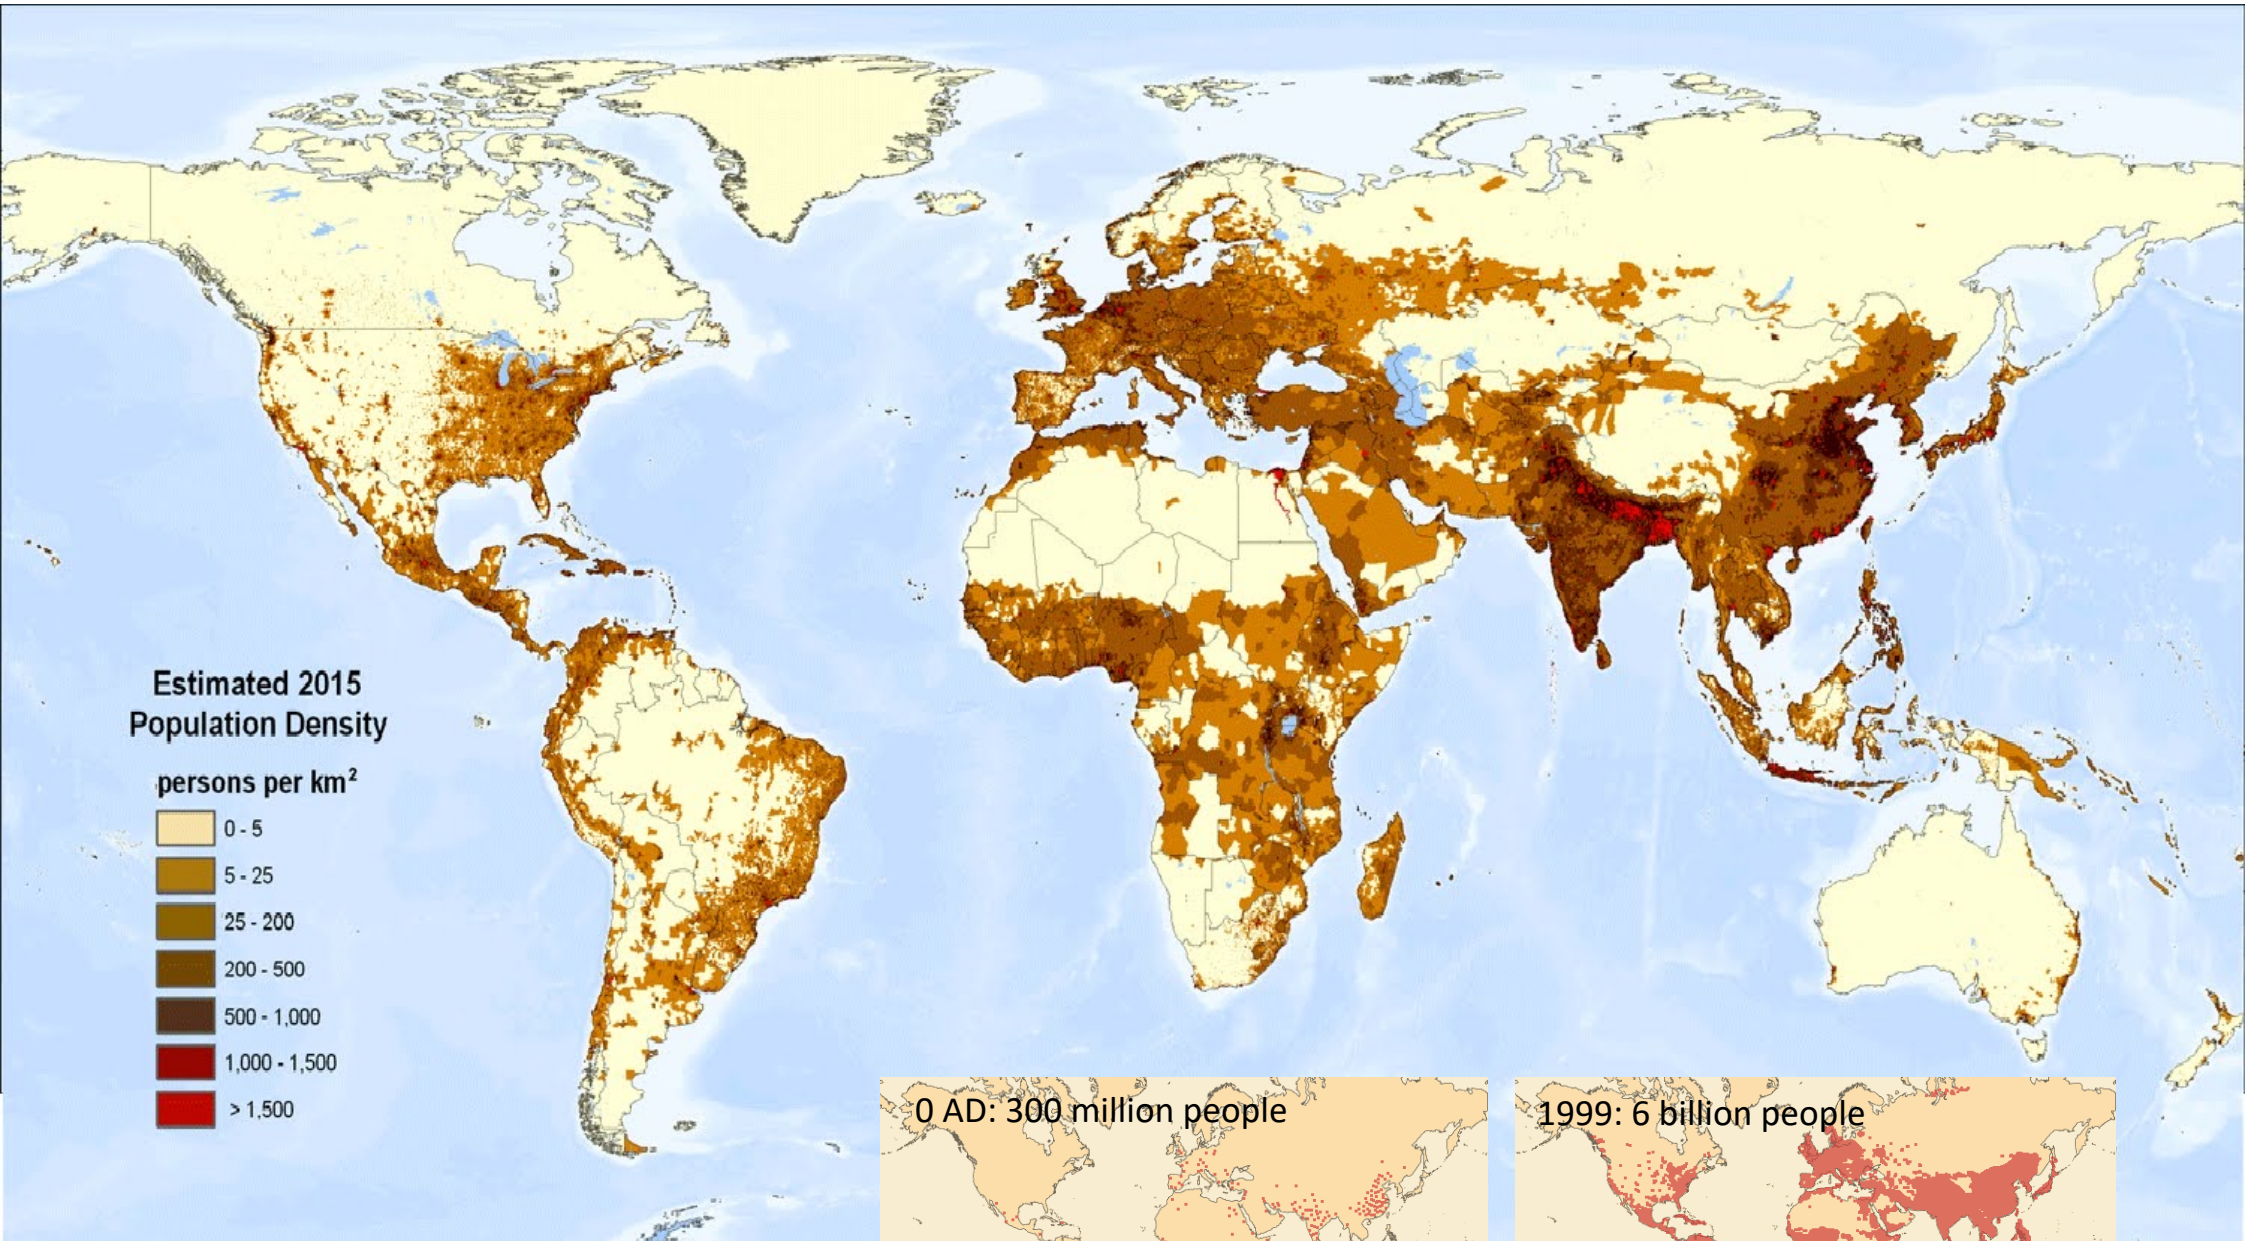 Estimated 2015
Population Density
persons per km²
0 - 5
5 - 25
25 - 200
200 - 500
500 - 1,000
1,000 - 1,500
> 1,500
0 AD: 300 million people
1999: 6 billion people